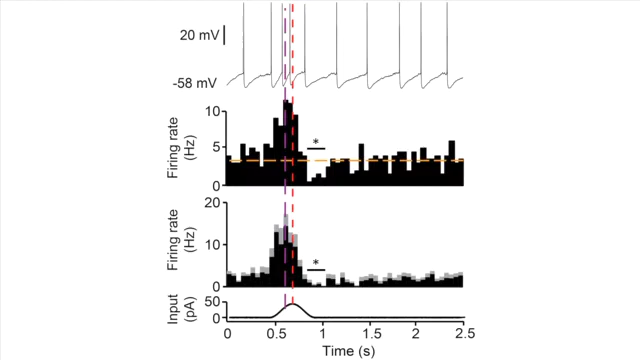 20 mV
-58 mV
Firing rate
(Hz)
10
5
0
*
Firing rate
(Hz)
20
10
0
*
Input
(pA)
50
0
0 0.5 1 1.5 2 2.5
Time (s)